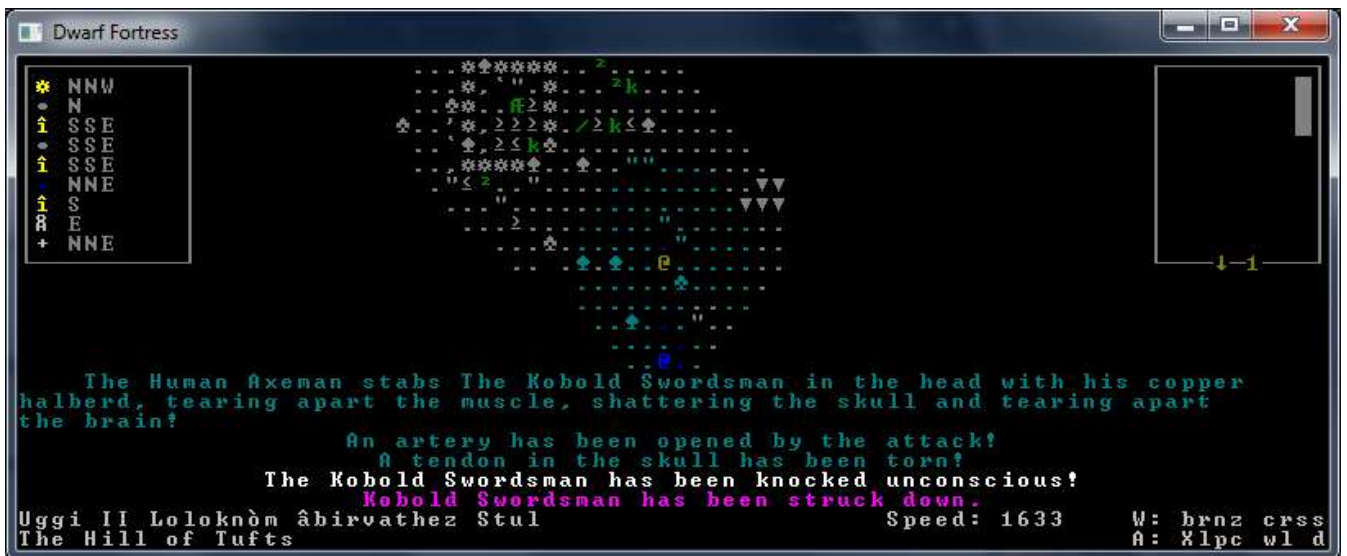 Dwarf Fortress
NNW
N
SSE
SSE
SSE
NNE
S
E
NNE
1
The Human Axeman stabs The Kobold Swordsman in the head with his copper
halberd, tearing apart the muscle, shattering the skull and tearing apart
the brain!
An artery has been opened by the attack!
A tendon in the skull has been torn!
The Kobold Swordsman has been knocked unconscious!
Kobold Swordsman has been struck down.
Uggi II Loloknòm âbirvathez Stul Speed: 1633 W: brnz crss
The Hill of Tufts A: Xlpc wl d